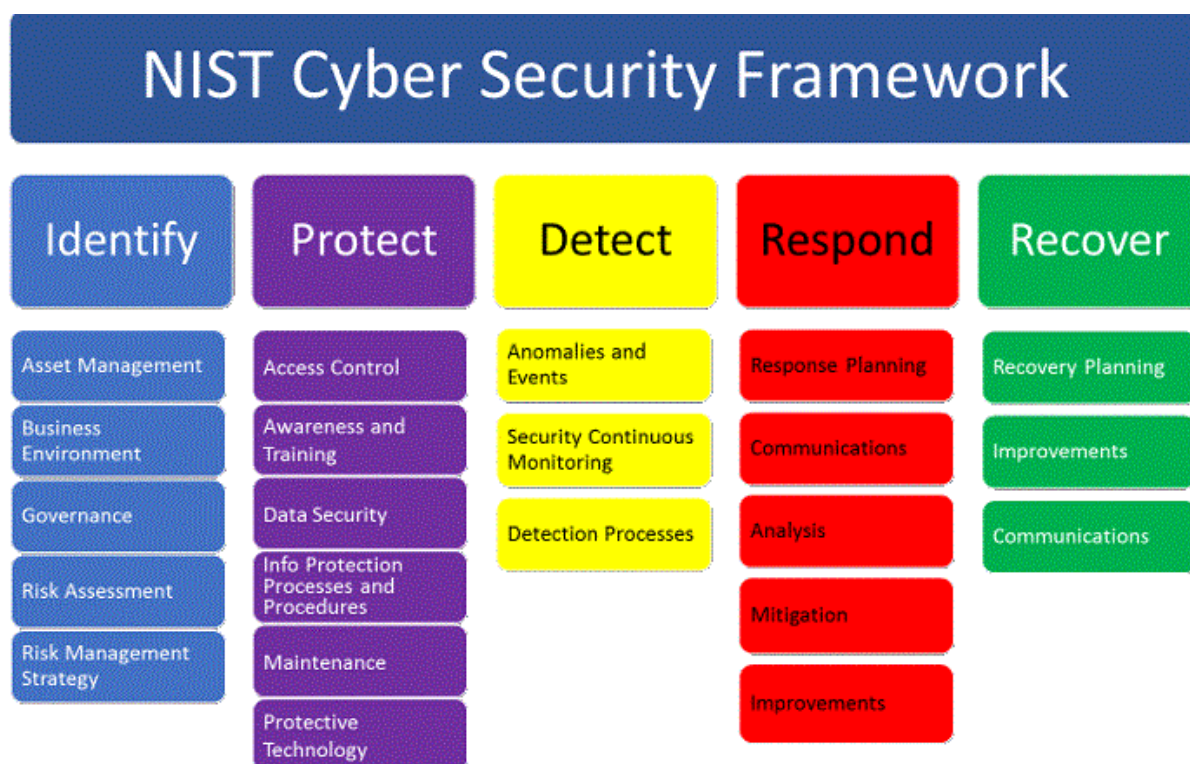 NIST Cyber Security Framework
Identify
Asset Management
Business
Environment
Governance
Risk Assessment
Risk Management
Strategy
Protect
Access Control
Awareness and
Training
Data Security
Info Protection
Processes and
Procedures
Maintenance
Protective
Technology
Detect
Anomalies and
Events
Security Continuous
Monitoring
Detection Processes
Respond
Response Planning
Communications
Analysis
Mitigation
Improvements
Recover
Recovery Planning
Improvements
Communications